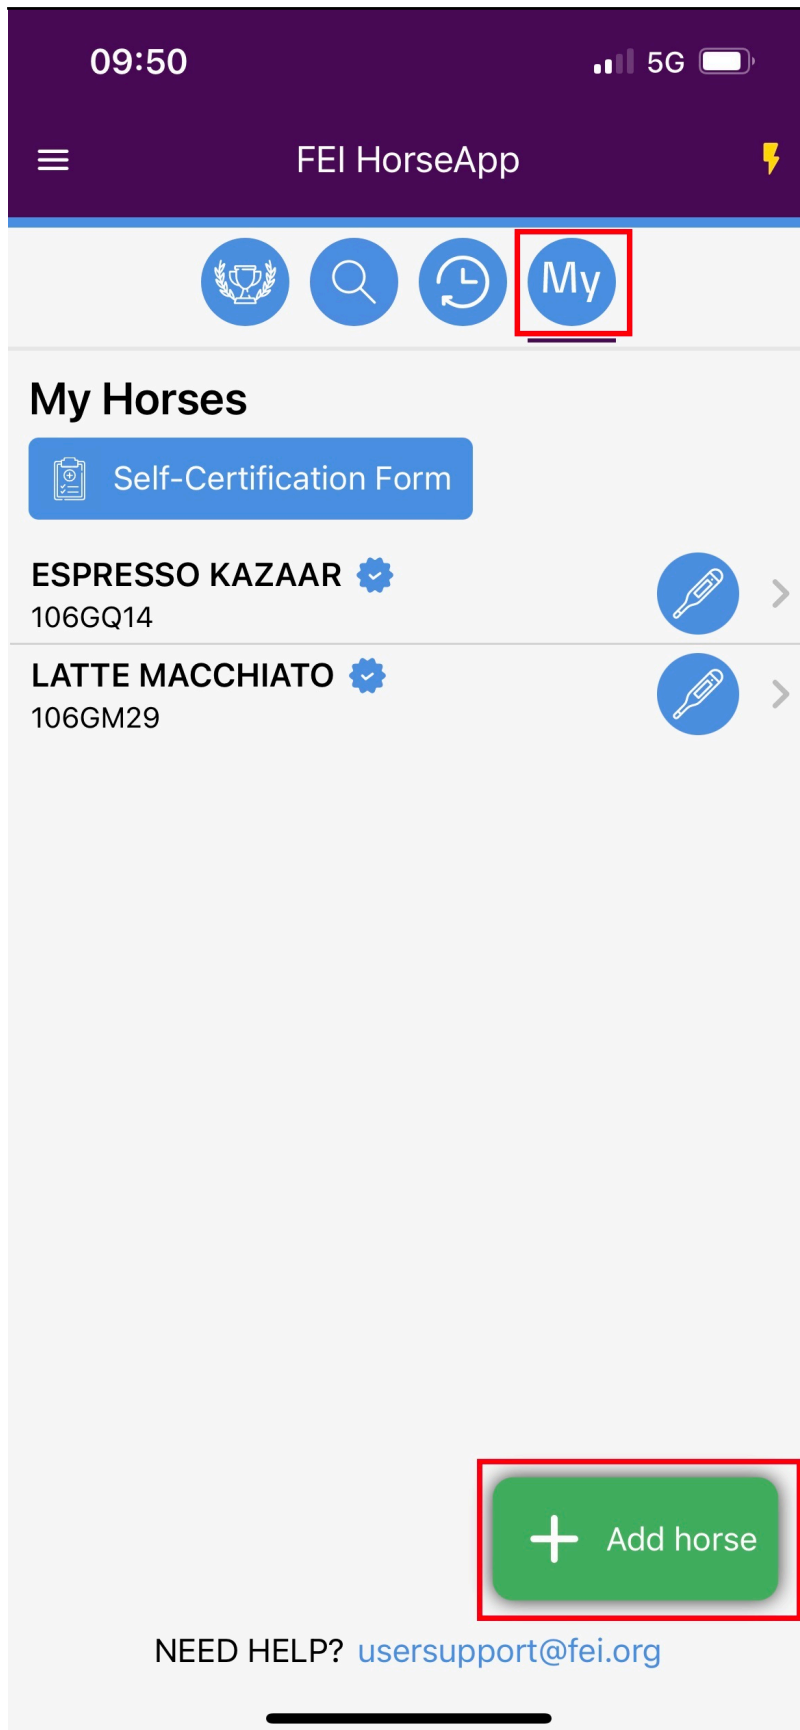 09:50
5G
FEI HorseApp
My
My Horses
Self-Certification Form
ESPRESSO KAZAAR
106GQ14
LATTE MACCHIATO
106GM29
Add horse
NEED HELP? usersupport@fei.org